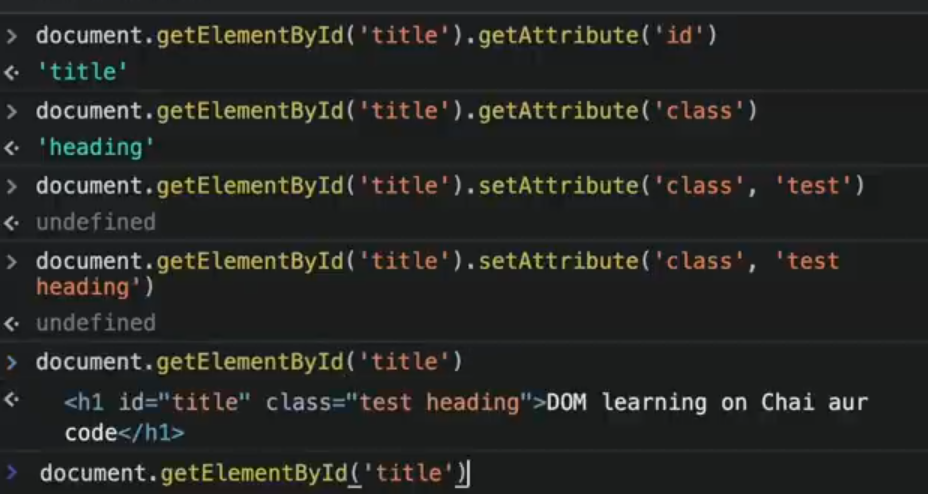 > document.getElementById('title').getAttribute('id')
<· 'title'
> document.getElementById('title').getAttribute('class')
<· 'heading'
> document.getElementById('title').setAttribute('class', 'test')
<· undefined
> document.getElementById('title').setAttribute('class', 'test
heading')
<· undefined
> document.getElementById('title')
<· <h1 id="title" class="test heading">DOM learning on Chai aur
code</h1>
> document.getElementById('title')